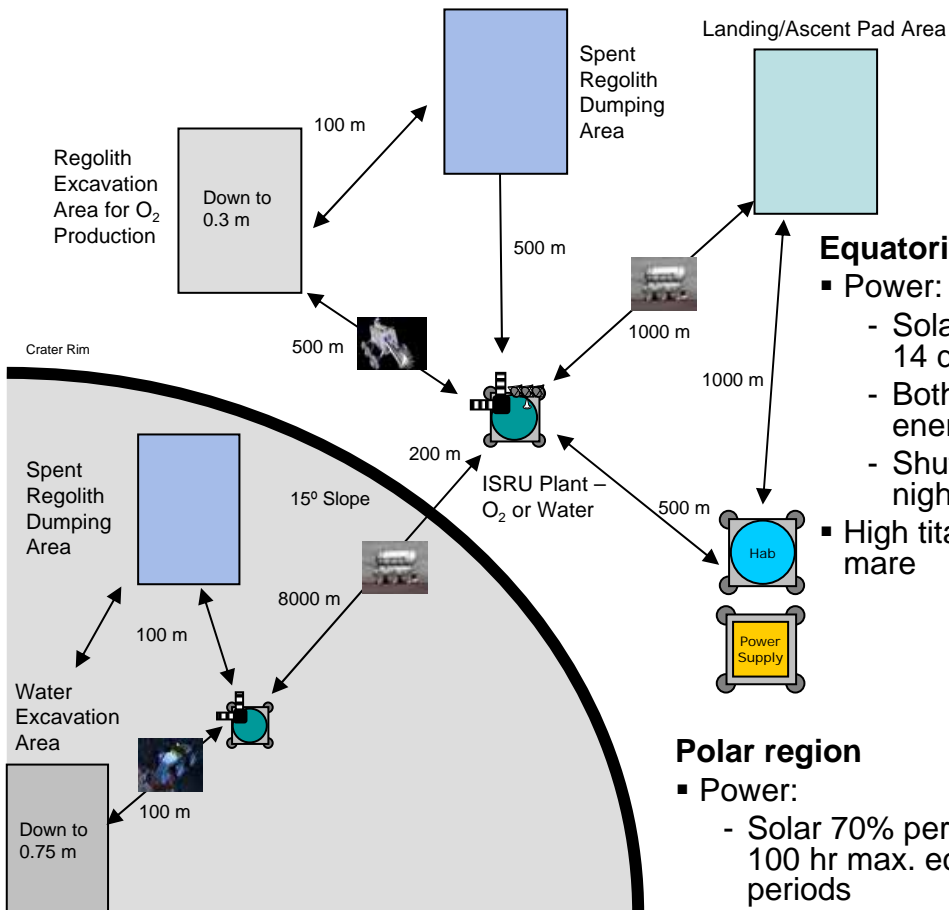 Landing/Ascent Pad Area
Spent
Regolith
Dumping
Area
100 m
Regolith
Excavation
Area for O₂
Production
Down to
0.3 m
500 m
1000 m
500 m
Crater Rim
1000 m
Equatori
▪ Power:
- Sola
14 d
- Both
ener
- Shu
nigh
▪ High tita
mare
200 m
ISRU Plant –
O₂ or Water
500 m
Hab
Power
Supply
Spent
Regolith
Dumping
Area
15º Slope
8000 m
100 m
Water
Excavation
Area
100 m
Down to
0.75 m
Polar region
▪ Power:
- Solar 70% per
100 hr max. ec
periods